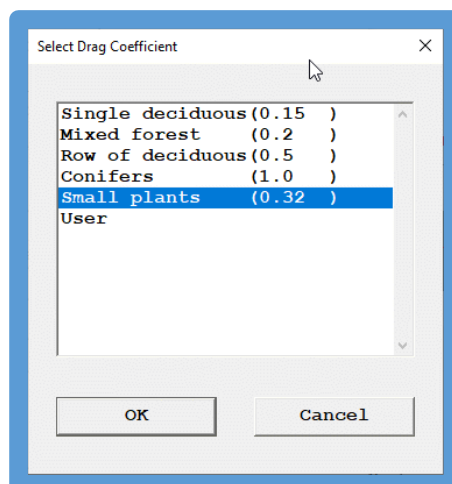 Select Drag Coefficient
Single deciduous(0.15  )
Mixed forest    (0.2   )
Row of deciduous(0.5   )
Conifers        (1.0   )
Small plants    (0.32  )
User
OK
Cancel